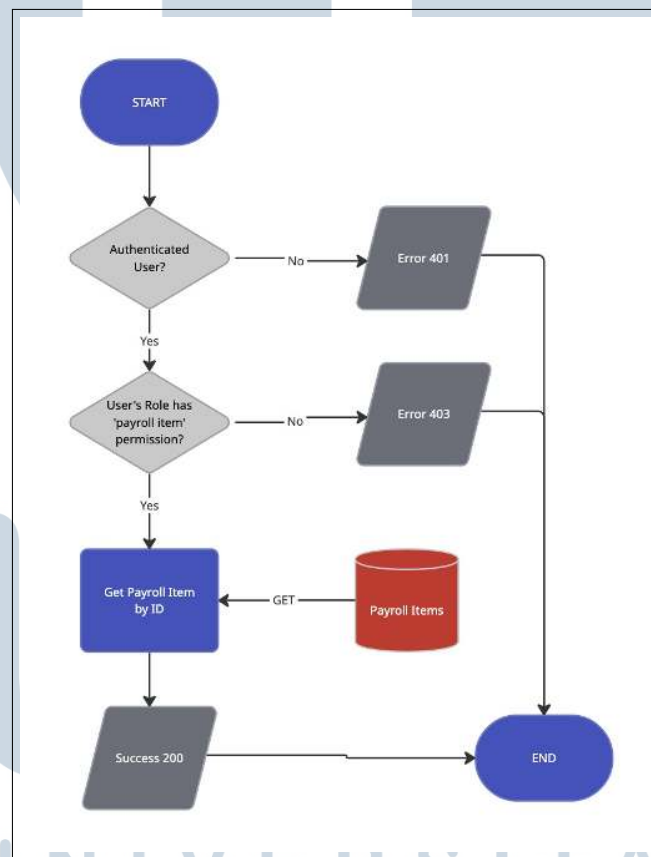 START
Authenticated
User?
No
Error 401
Yes
User's Role has
'payroll item'
permission?
No
Error 403
Yes
Get Payroll Item
by ID
GET
Payroll Items
Success 200
END